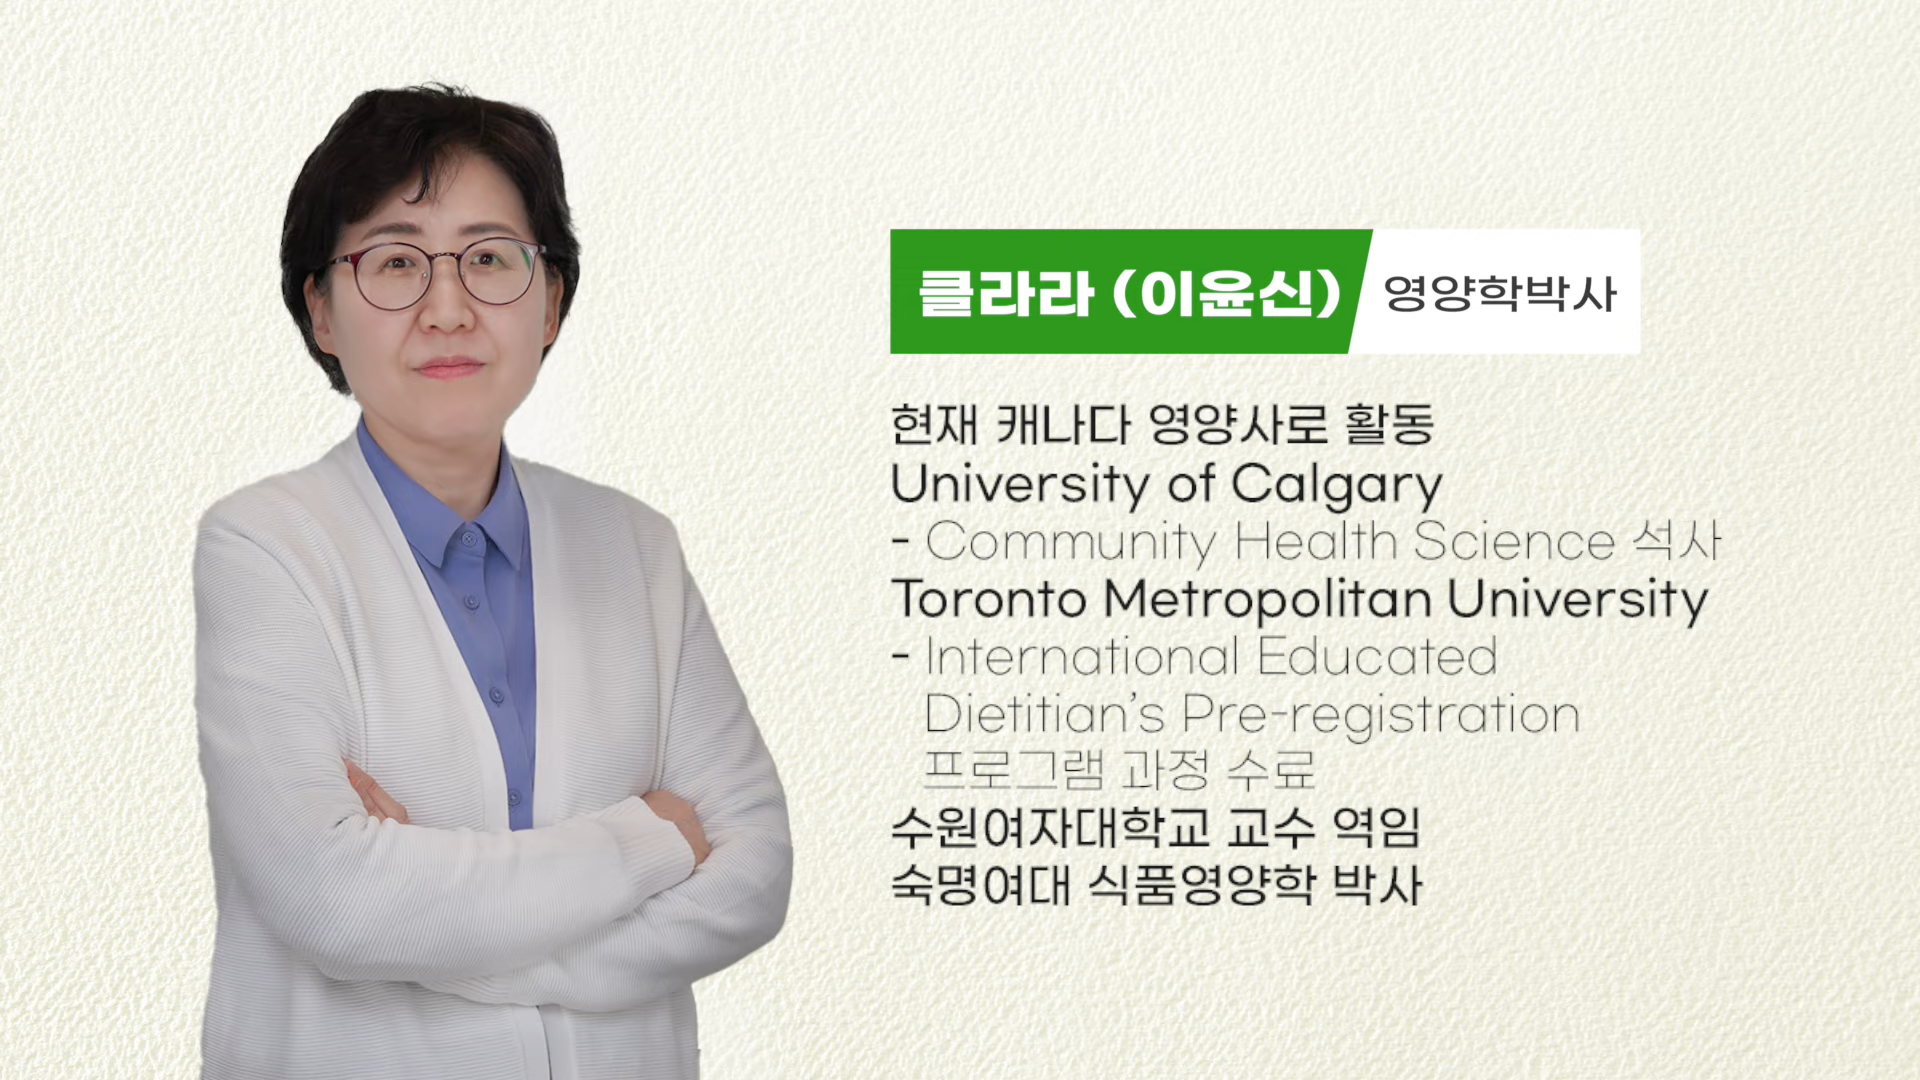 클라라 (이윤신) 영양학박사
현재 캐나다 영양사로 활동
University of Calgary
- Community Health Science 석사
Toronto Metropolitan University
- International Educated
Dietitian’s Pre-registration
프로그램 과정 수료
수원여자대학교 교수 역임
숙명여대 식품영양학 박사